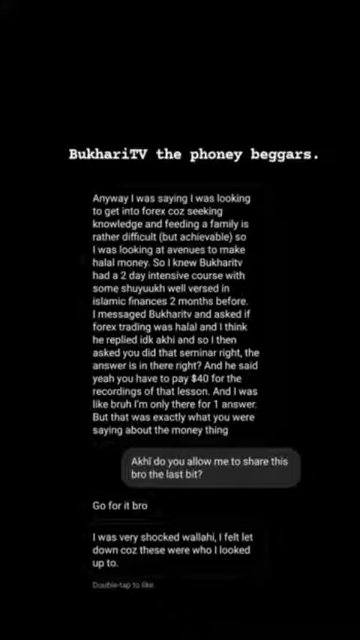 BukhariTV the phoney beggars.
Anyway I was saying I was looking
to get into forex coz seeking
knowledge and feeding a family is
rather difficult (but achievable) so
I was looking at avenues to make
halal money. So I knew Bukharitv
had a 2 day intensive course with
some shuyuukh well versed in
islamic finances 2 months before.
I messaged Bukharitv and asked if
forex trading was halal and I think
he replied idk akhi and so I then
asked you did that seminar right, the
answer is in there right? And he said
yeah you have to pay $40 for the
recordings of that lesson. And I was
like bruh I'm only there for 1 answer.
But that was exactly what you were
saying about the money thing
Akhī do you allow me to share this
bro the last bit?
Go for it bro
I was very shocked wallahi, I felt let
down coz these were who I looked
up to.
Double-tap to like